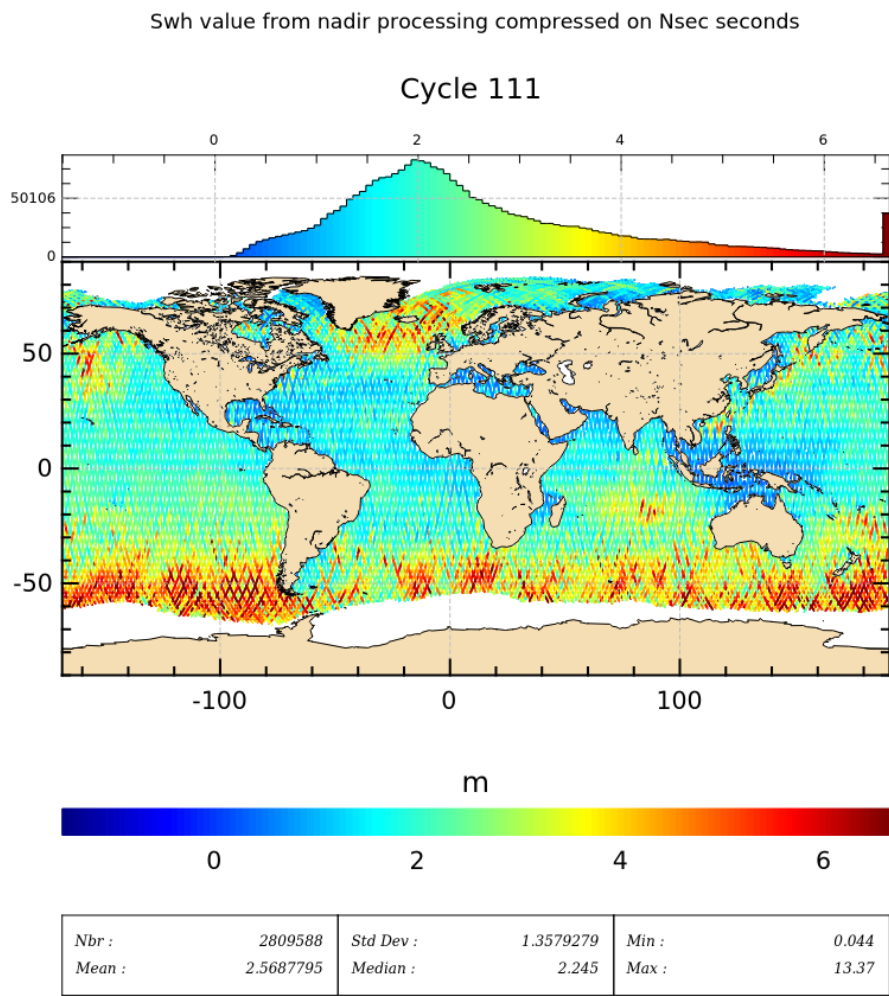 Swh value from nadir processing compressed on Nsec seconds
Cycle 111
0 2 4 6
50106
0
50
0
-50
-100 0 100
m
0 2 4 6
Nbr : 2809588 Std Dev : 1.3579279 Min : 0.044
Mean : 2.5687795 Median : 2.245 Max : 13.37